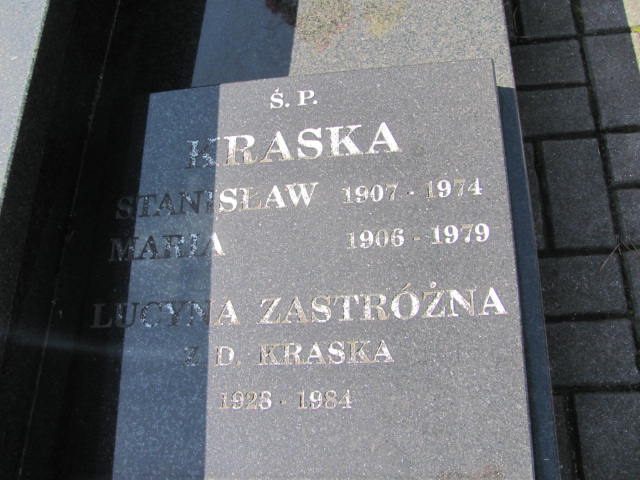 Ś. P.
KRASKA
STANISŁAW 1907 - 1974
MARIA 1906 - 1979
LUCYNA ZASTRÓŻNA
Z D. KRASKA
1928 - 1984